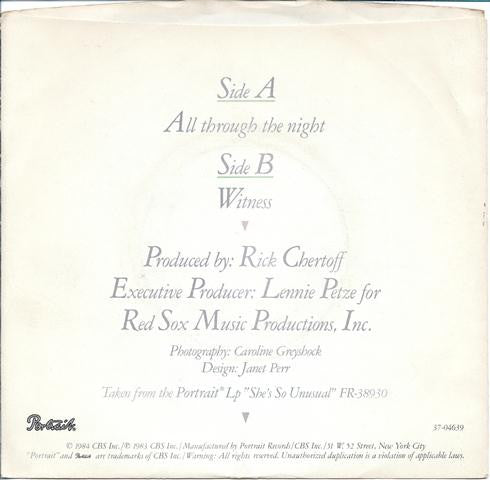 Side A
All through the night
Side B
Witness
Produced by: Rick Chertoff
Executive Producer: Lennie Petze for
Red Sox Music Productions, Inc.
Photography: Caroline Greyshock
Design: Janet Perr
Taken from the Portrait® Lp "She's So Unusual" FR-38930
Portrait.
37-04639
© 1984 CBS Inc./℗ 1983 CBS Inc./Manufactured by Portrait Records/CBS Inc./51 W. 52 Street, New York City
"Portrait" and Portrait are trademarks of CBS Inc./Warning: All rights reserved. Unauthorized duplication is a violation of applicable laws.